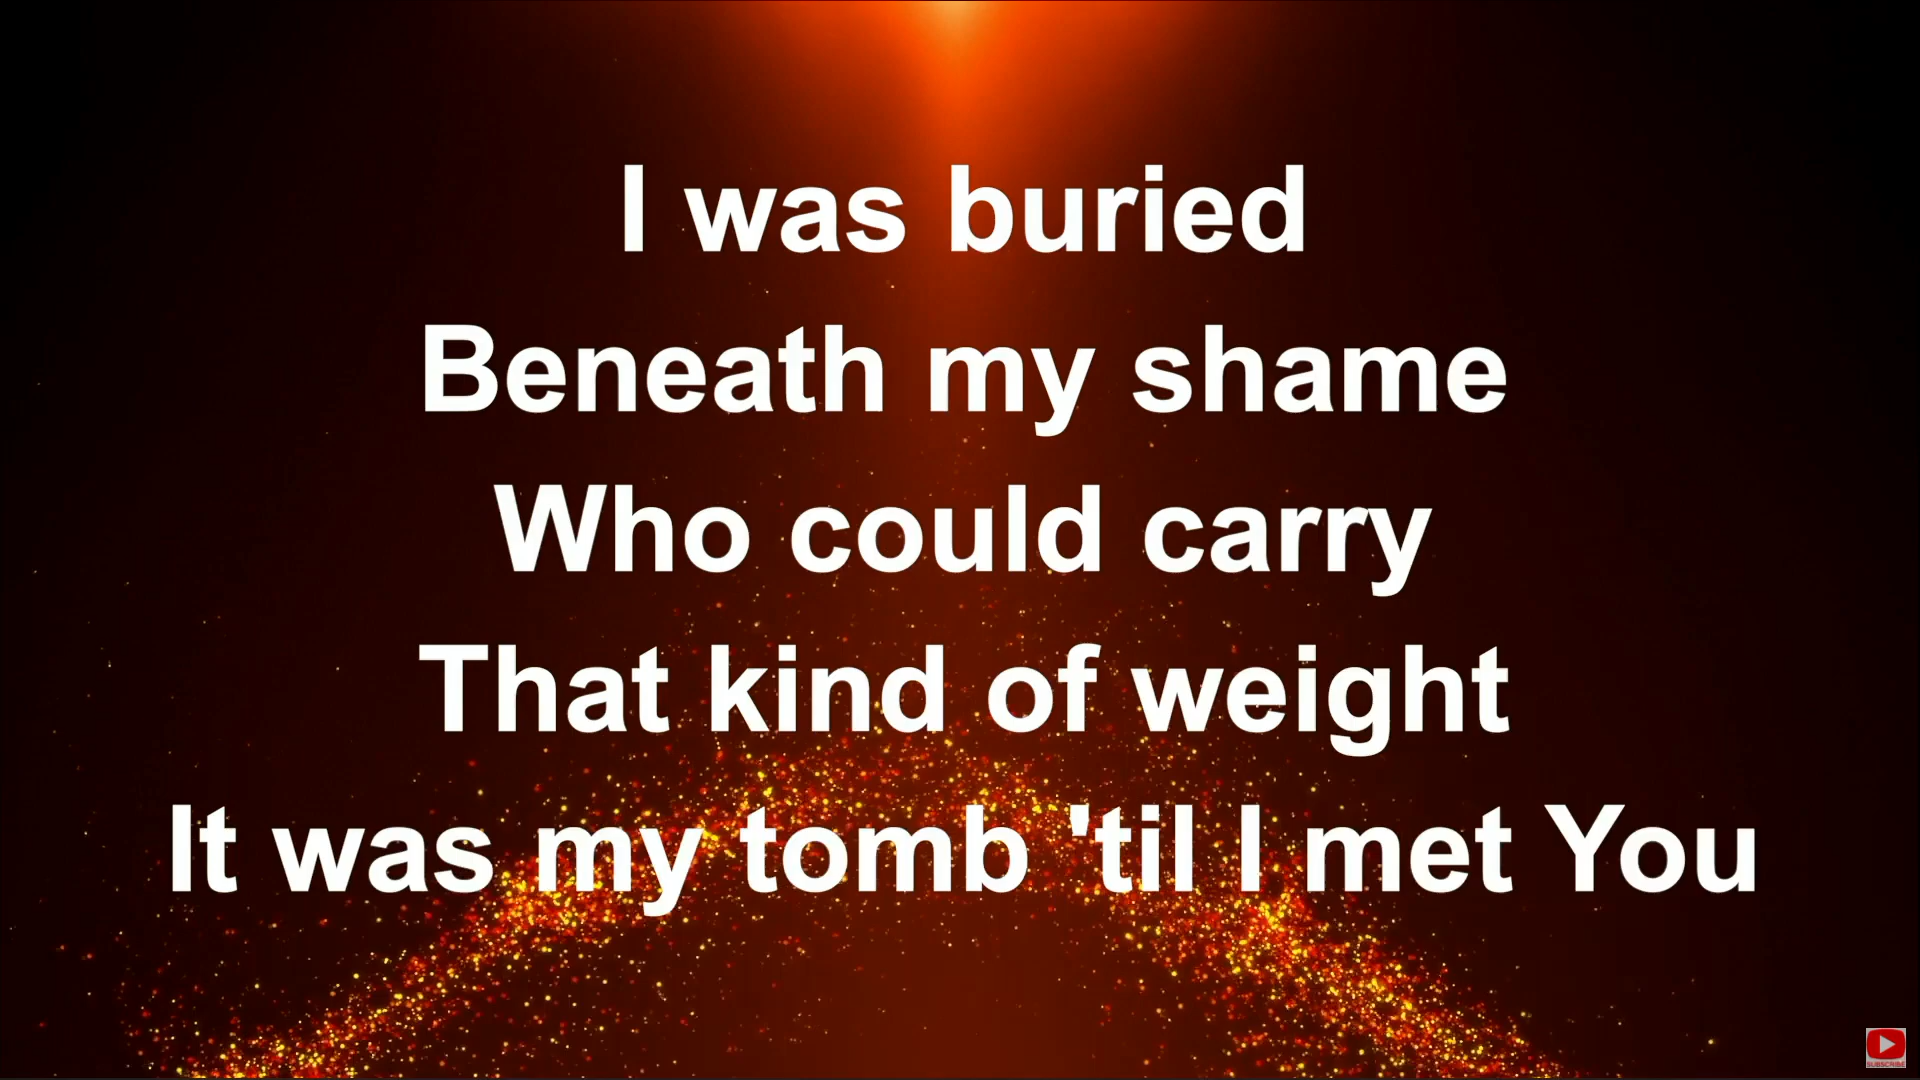 I was buried
Beneath my shame
Who could carry
That kind of weight
It was my tomb 'til I met You
SUBSCRIBE